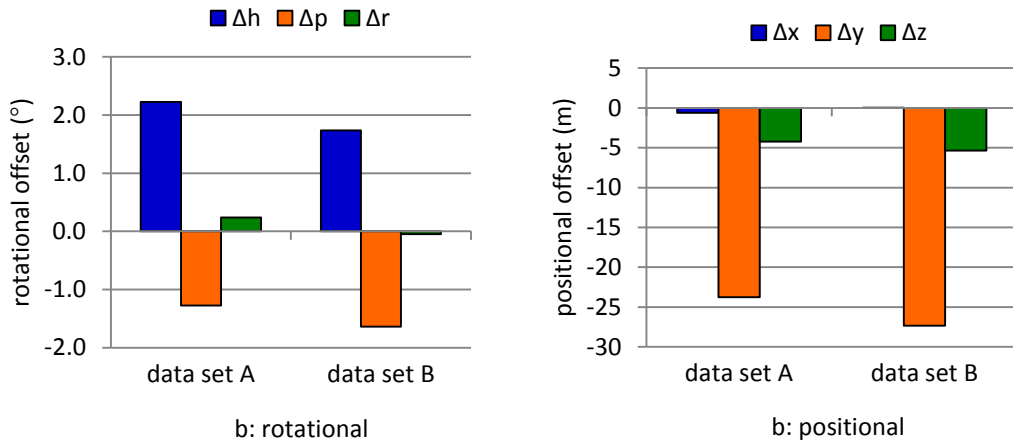 Δh Δp Δr
rotational offset (°)
3.0
2.0
1.0
0.0
-1.0
-2.0
data set A data set B
b: rotational
Δx Δy Δz
positional offset (m)
5
0
-5
-10
-15
-20
-25
-30
data set A data set B
b: positional